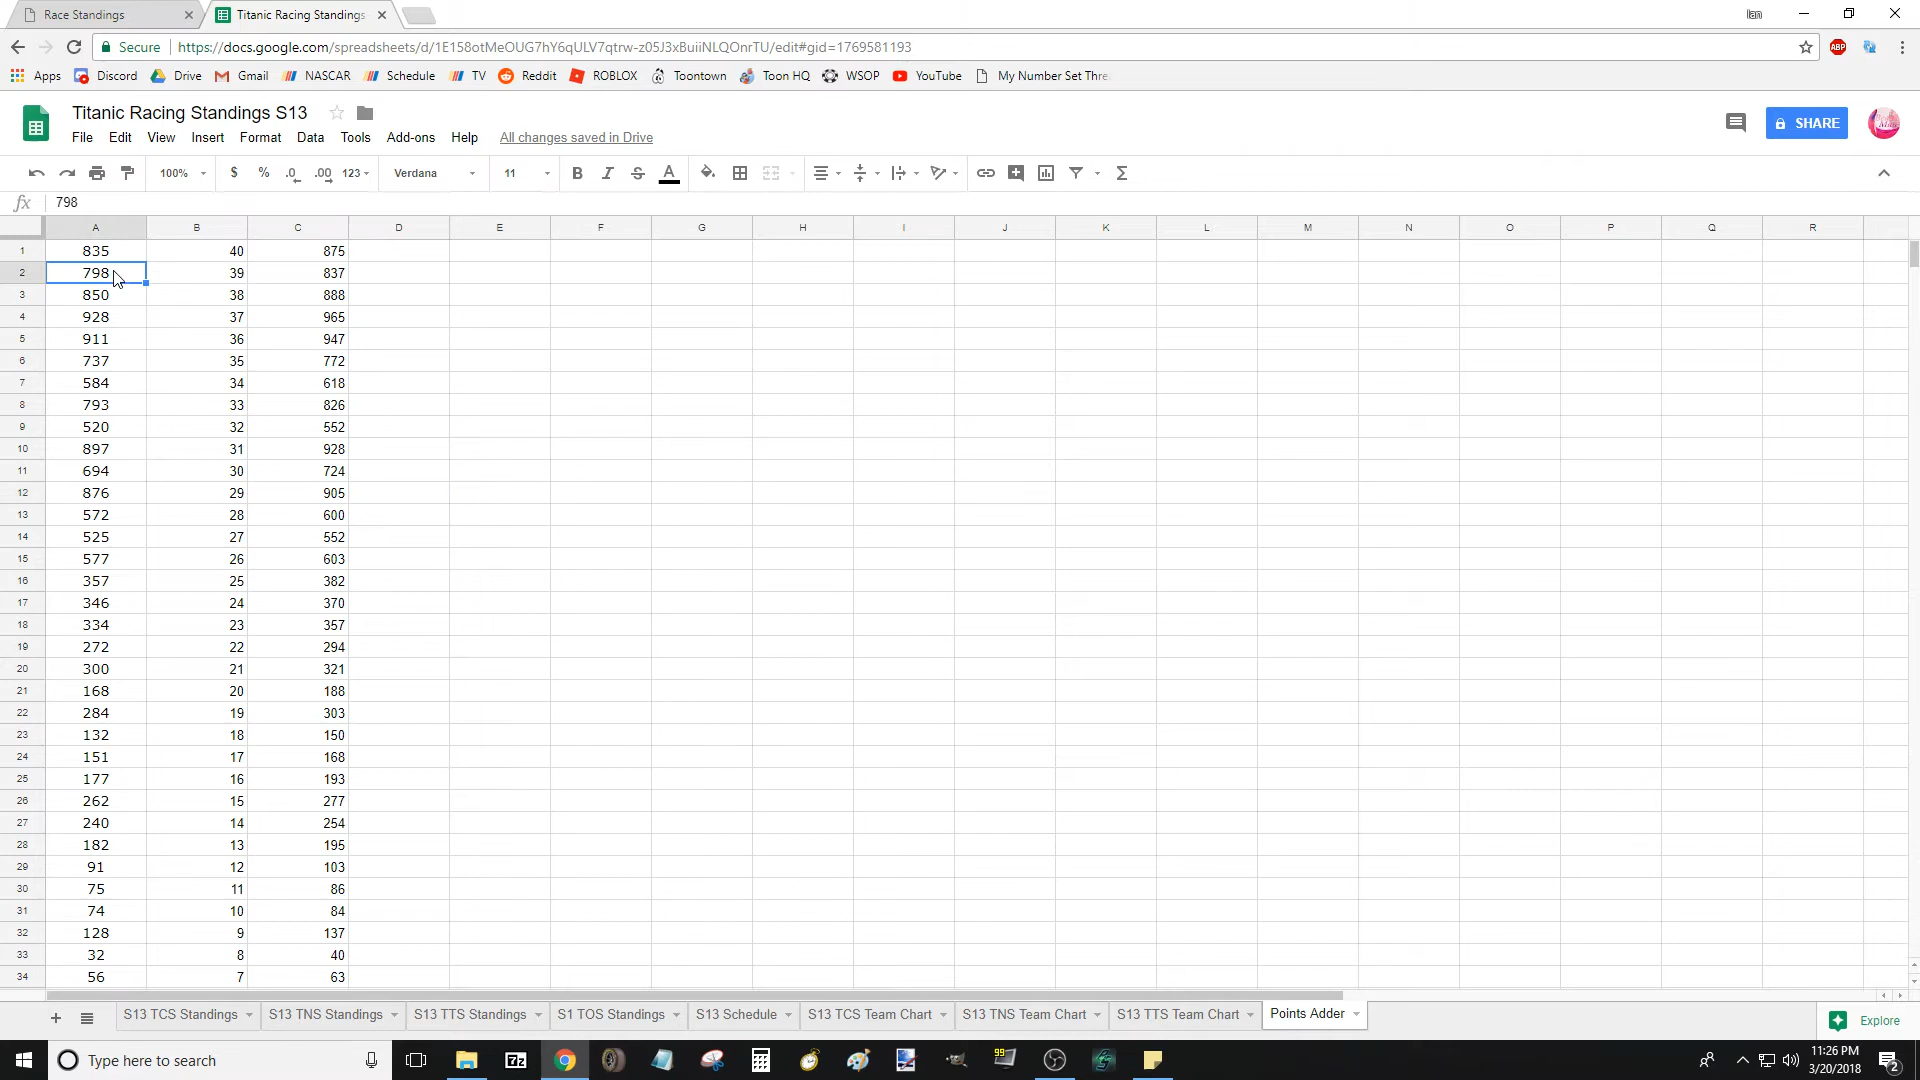 Race Standings
Titanic Racing Standings
Ian
Secure https://docs.google.com/spreadsheets/d/1E158otMeOUG7hY6qULV7qtrw-z05J3xBuiiNLQOnrTU/edit#gid=1769581193
ABP
Apps Discord Drive Gmail NASCAR Schedule TV Reddit ROBLOX Toontown Toon HQ WSOP YouTube My Number Set Thre
Titanic Racing Standings S13
File Edit View Insert Format Data Tools Add-ons Help All changes saved in Drive
SHARE
100% $ % .0 .00 123 Verdana 11 B I S A Σ
fx 798
A B C D E F G H I J K L M N O P Q R
1 835 40 875
2 798 39 837
3 850 38 888
4 928 37 965
5 911 36 947
6 737 35 772
7 584 34 618
8 793 33 826
9 520 32 552
10 897 31 928
11 694 30 724
12 876 29 905
13 572 28 600
14 525 27 552
15 577 26 603
16 357 25 382
17 346 24 370
18 334 23 357
19 272 22 294
20 300 21 321
21 168 20 188
22 284 19 303
23 132 18 150
24 151 17 168
25 177 16 193
26 262 15 277
27 240 14 254
28 182 13 195
29 91 12 103
30 75 11 86
31 74 10 84
32 128 9 137
33 32 8 40
34 56 7 63
S13 TCS Standings S13 TNS Standings S13 TTS Standings S1 TOS Standings S13 Schedule S13 TCS Team Chart S13 TNS Team Chart S13 TTS Team Chart Points Adder Explore
Type here to search
7z
99
11:26 PM
3/20/2018
2